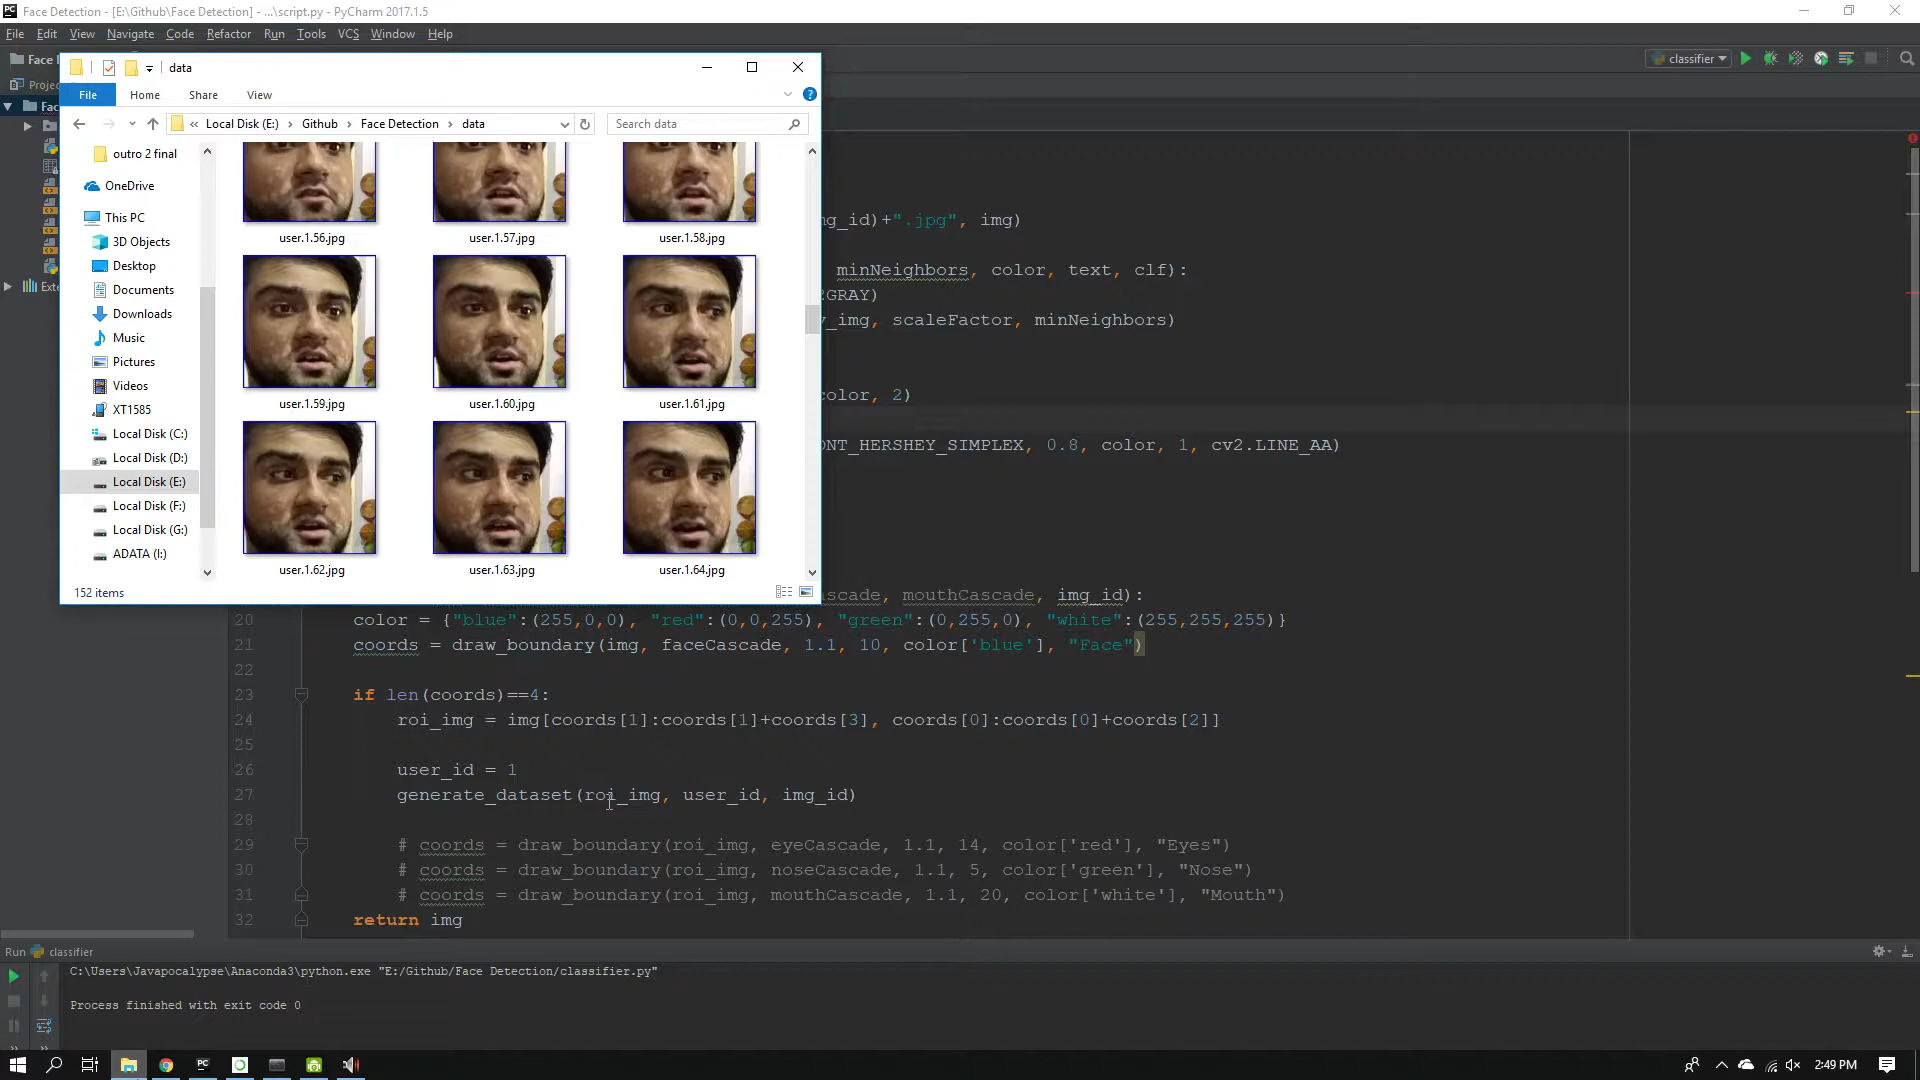 Face Detection - [E:\Github\Face Detection] - ...\script.py - PyCharm 2017.1.5
File Edit View Navigate Code Refactor Run Tools VCS Window Help
classifier
data
File Home Share View
« Local Disk (E:) > Github > Face Detection > data
Search data
outro 2 final
OneDrive
This PC
3D Objects
Desktop
Documents
Downloads
Music
Pictures
Videos
XT1585
Local Disk (C:)
Local Disk (D:)
Local Disk (E:)
Local Disk (F:)
Local Disk (G:)
ADATA (I:)
user.1.56.jpg user.1.57.jpg user.1.58.jpg
user.1.59.jpg user.1.60.jpg user.1.61.jpg
user.1.62.jpg user.1.63.jpg user.1.64.jpg
152 items
_id)+".jpg", img)
minNeighbors, color, text, clf):
2GRAY)
_img, scaleFactor, minNeighbors)
color, 2)
ONT_HERSHEY_SIMPLEX, 0.8, color, 1, cv2.LINE_AA)
ascade, mouthCascade, img_id):
20 color = {"blue":(255,0,0), "red":(0,0,255), "green":(0,255,0), "white":(255,255,255)}
21 coords = draw_boundary(img, faceCascade, 1.1, 10, color['blue'], "Face")
22
23 if len(coords)==4:
24 roi_img = img[coords[1]:coords[1]+coords[3], coords[0]:coords[0]+coords[2]]
25
26 user_id = 1
27 generate_dataset(roi_img, user_id, img_id)
28
29 # coords = draw_boundary(roi_img, eyeCascade, 1.1, 14, color['red'], "Eyes")
30 # coords = draw_boundary(roi_img, noseCascade, 1.1, 5, color['green'], "Nose")
31 # coords = draw_boundary(roi_img, mouthCascade, 1.1, 20, color['white'], "Mouth")
32 return img
Run classifier
C:\Users\Javapocalypse\Anaconda3\python.exe "E:/Github/Face Detection/classifier.py"
Process finished with exit code 0
2:49 PM